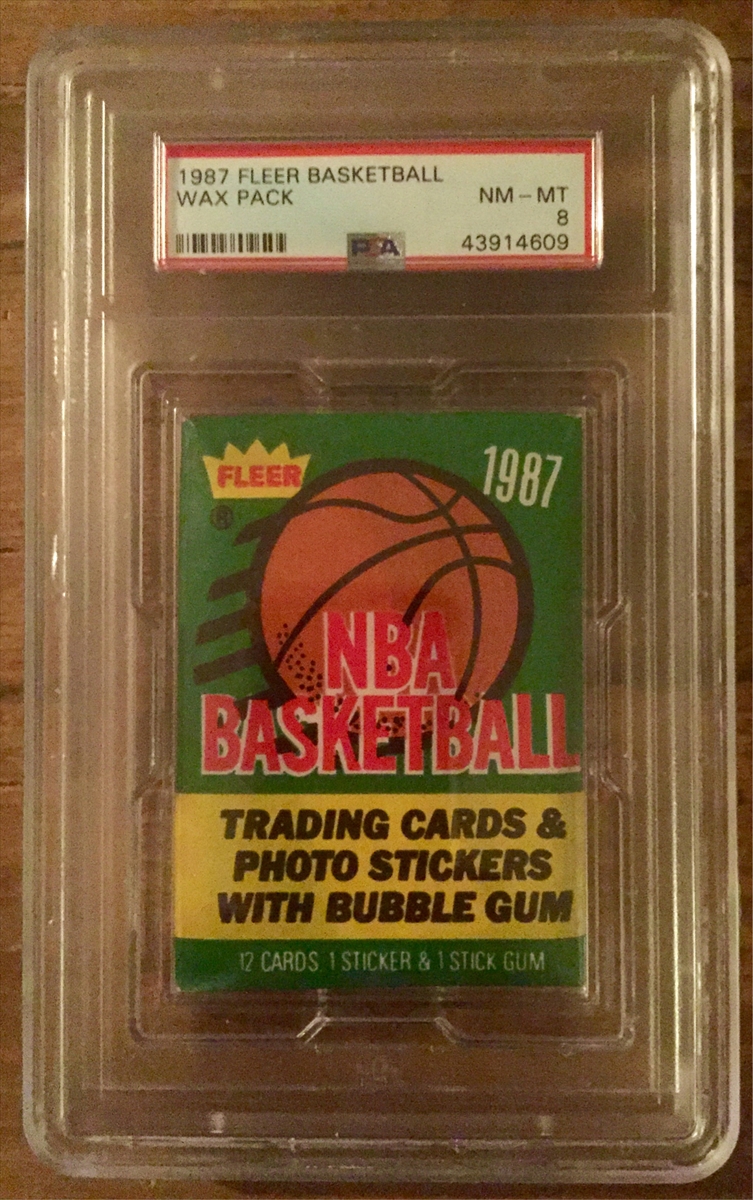 1987 FLEER BASKETBALL
WAX PACK
NM - MT
8
PSA
43914609
FLEER
®
1987
NBA
BASKETBALL
TRADING CARDS &
PHOTO STICKERS
WITH BUBBLE GUM
12 CARDS, 1 STICKER & 1 STICK GUM